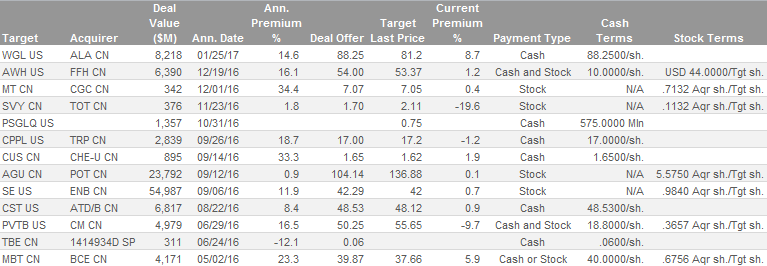 Target Acquirer Deal Value ($M) Ann. Date Ann. Premium % Deal Offer Target Last Price Current Premium % Payment Type Cash Terms Stock Terms
WGL US ALA CN 8,218 01/25/17 14.6 88.25 81.2 8.7 Cash 88.2500/sh.
AWH US FFH CN 6,390 12/19/16 16.1 54.00 53.37 1.2 Cash and Stock 10.0000/sh. USD 44.0000/Tgt sh.
MT CN CGC CN 342 12/01/16 34.4 7.07 7.05 0.4 Stock N/A .7132 Aqr sh./Tgt sh.
SVY CN TOT CN 376 11/23/16 1.8 1.70 2.11 -19.6 Stock N/A .1132 Aqr sh./Tgt sh.
PSGLQ US 1,357 10/31/16 0.75 Cash 575.0000 Mln
CPPL US TRP CN 2,839 09/26/16 18.7 17.00 17.2 -1.2 Cash 17.0000/sh.
CUS CN CHE-U CN 895 09/14/16 33.3 1.65 1.62 1.9 Cash 1.6500/sh.
AGU CN POT CN 23,792 09/12/16 0.9 104.14 136.88 0.1 Stock N/A 5.5750 Aqr sh./Tgt sh.
SE US ENB CN 54,987 09/06/16 11.9 42.29 42 0.7 Stock N/A .9840 Aqr sh./Tgt sh.
CST US ATD/B CN 6,817 08/22/16 8.4 48.53 48.12 0.9 Cash 48.5300/sh.
PVTB US CM CN 4,979 06/29/16 16.5 50.25 55.65 -9.7 Cash and Stock 18.8000/sh. .3657 Aqr sh./Tgt sh.
TBE CN 1414934D SP 311 06/24/16 -12.1 0.06 Cash .0600/sh.
MBT CN BCE CN 4,171 05/02/16 23.3 39.87 37.66 5.9 Cash or Stock 40.0000/sh. .6756 Aqr sh./Tgt sh.